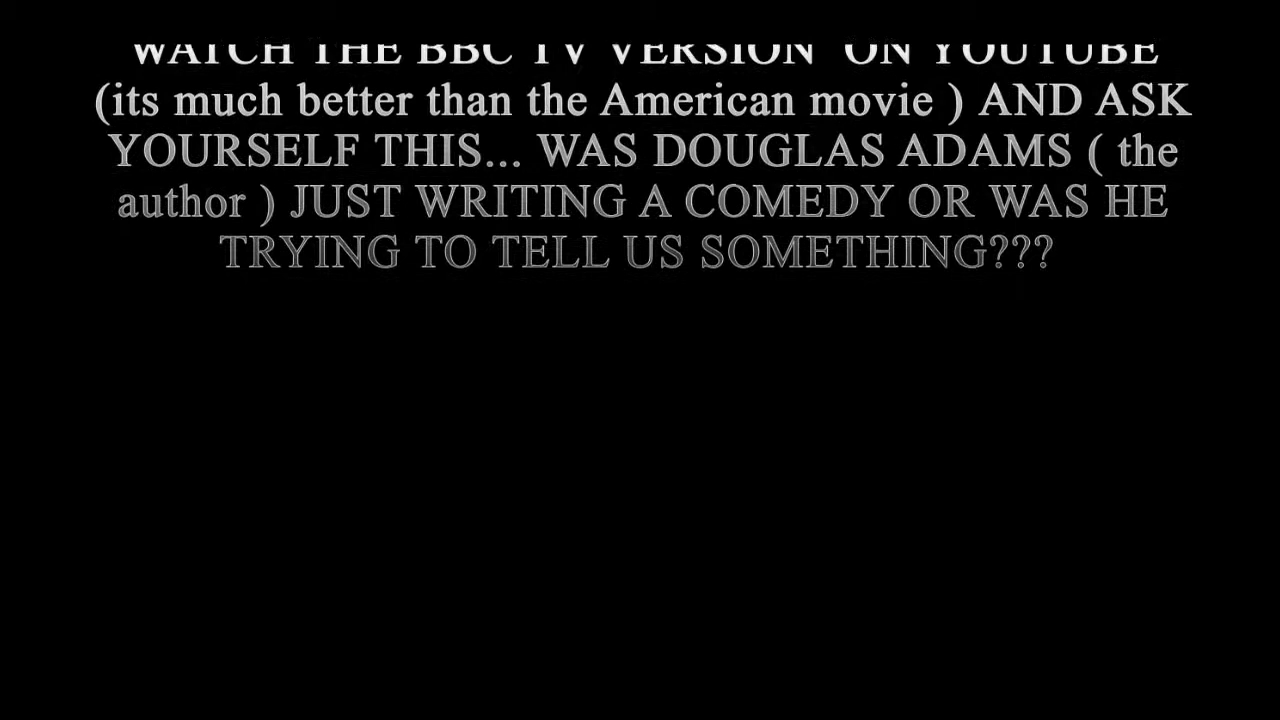 WATCH THE BBC TV VERSION ON YOUTUBE
(its much better than the American movie ) AND ASK
YOURSELF THIS... WAS DOUGLAS ADAMS ( the
author ) JUST WRITING A COMEDY OR WAS HE
TRYING TO TELL US SOMETHING???